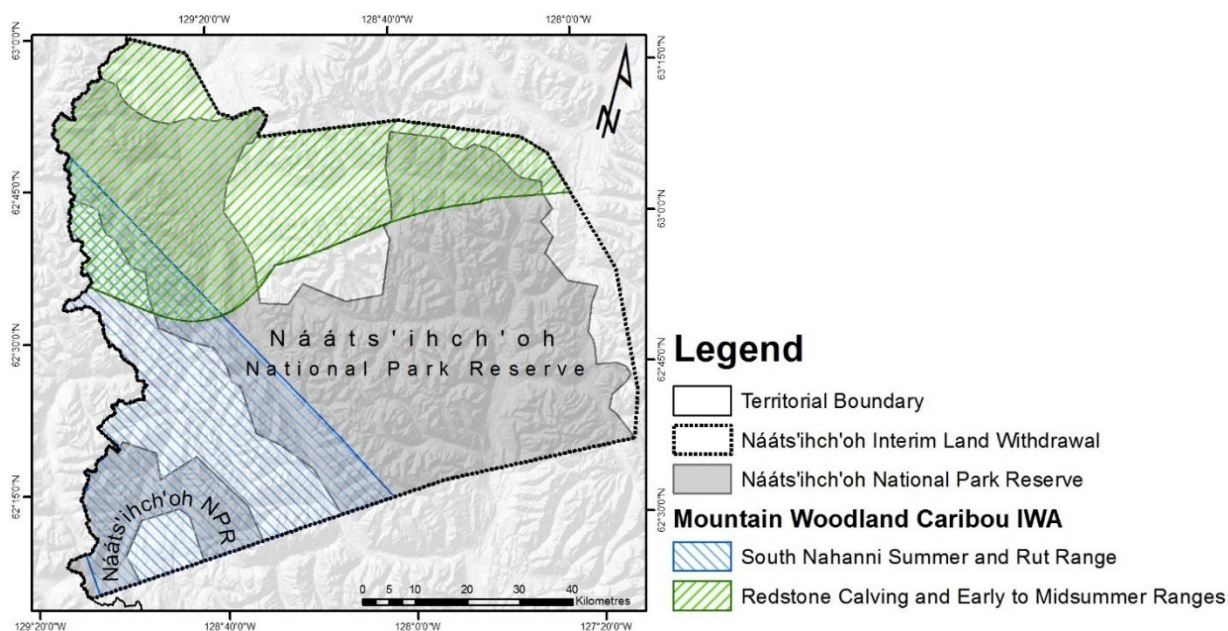 129°20'0"W 128°40'0"W 128°0'0"W
63°0'0"N
63°15'0"N
N
62°45'0"N
63°0'0"N
Nááts'ihch'oh
National Park Reserve
62°30'0"N
62°45'0"N
62°15'0"N
62°30'0"N
Nááts'ihch'oh NPR
0 5 10 20 30 40
Kilometres
129°20'0"W 128°40'0"W 128°0'0"W 127°20'0"W
Legend
Territorial Boundary
Nááts'ihch'oh Interim Land Withdrawal
Nááts'ihch'oh National Park Reserve
Mountain Woodland Caribou IWA
South Nahanni Summer and Rut Range
Redstone Calving and Early to Midsummer Ranges